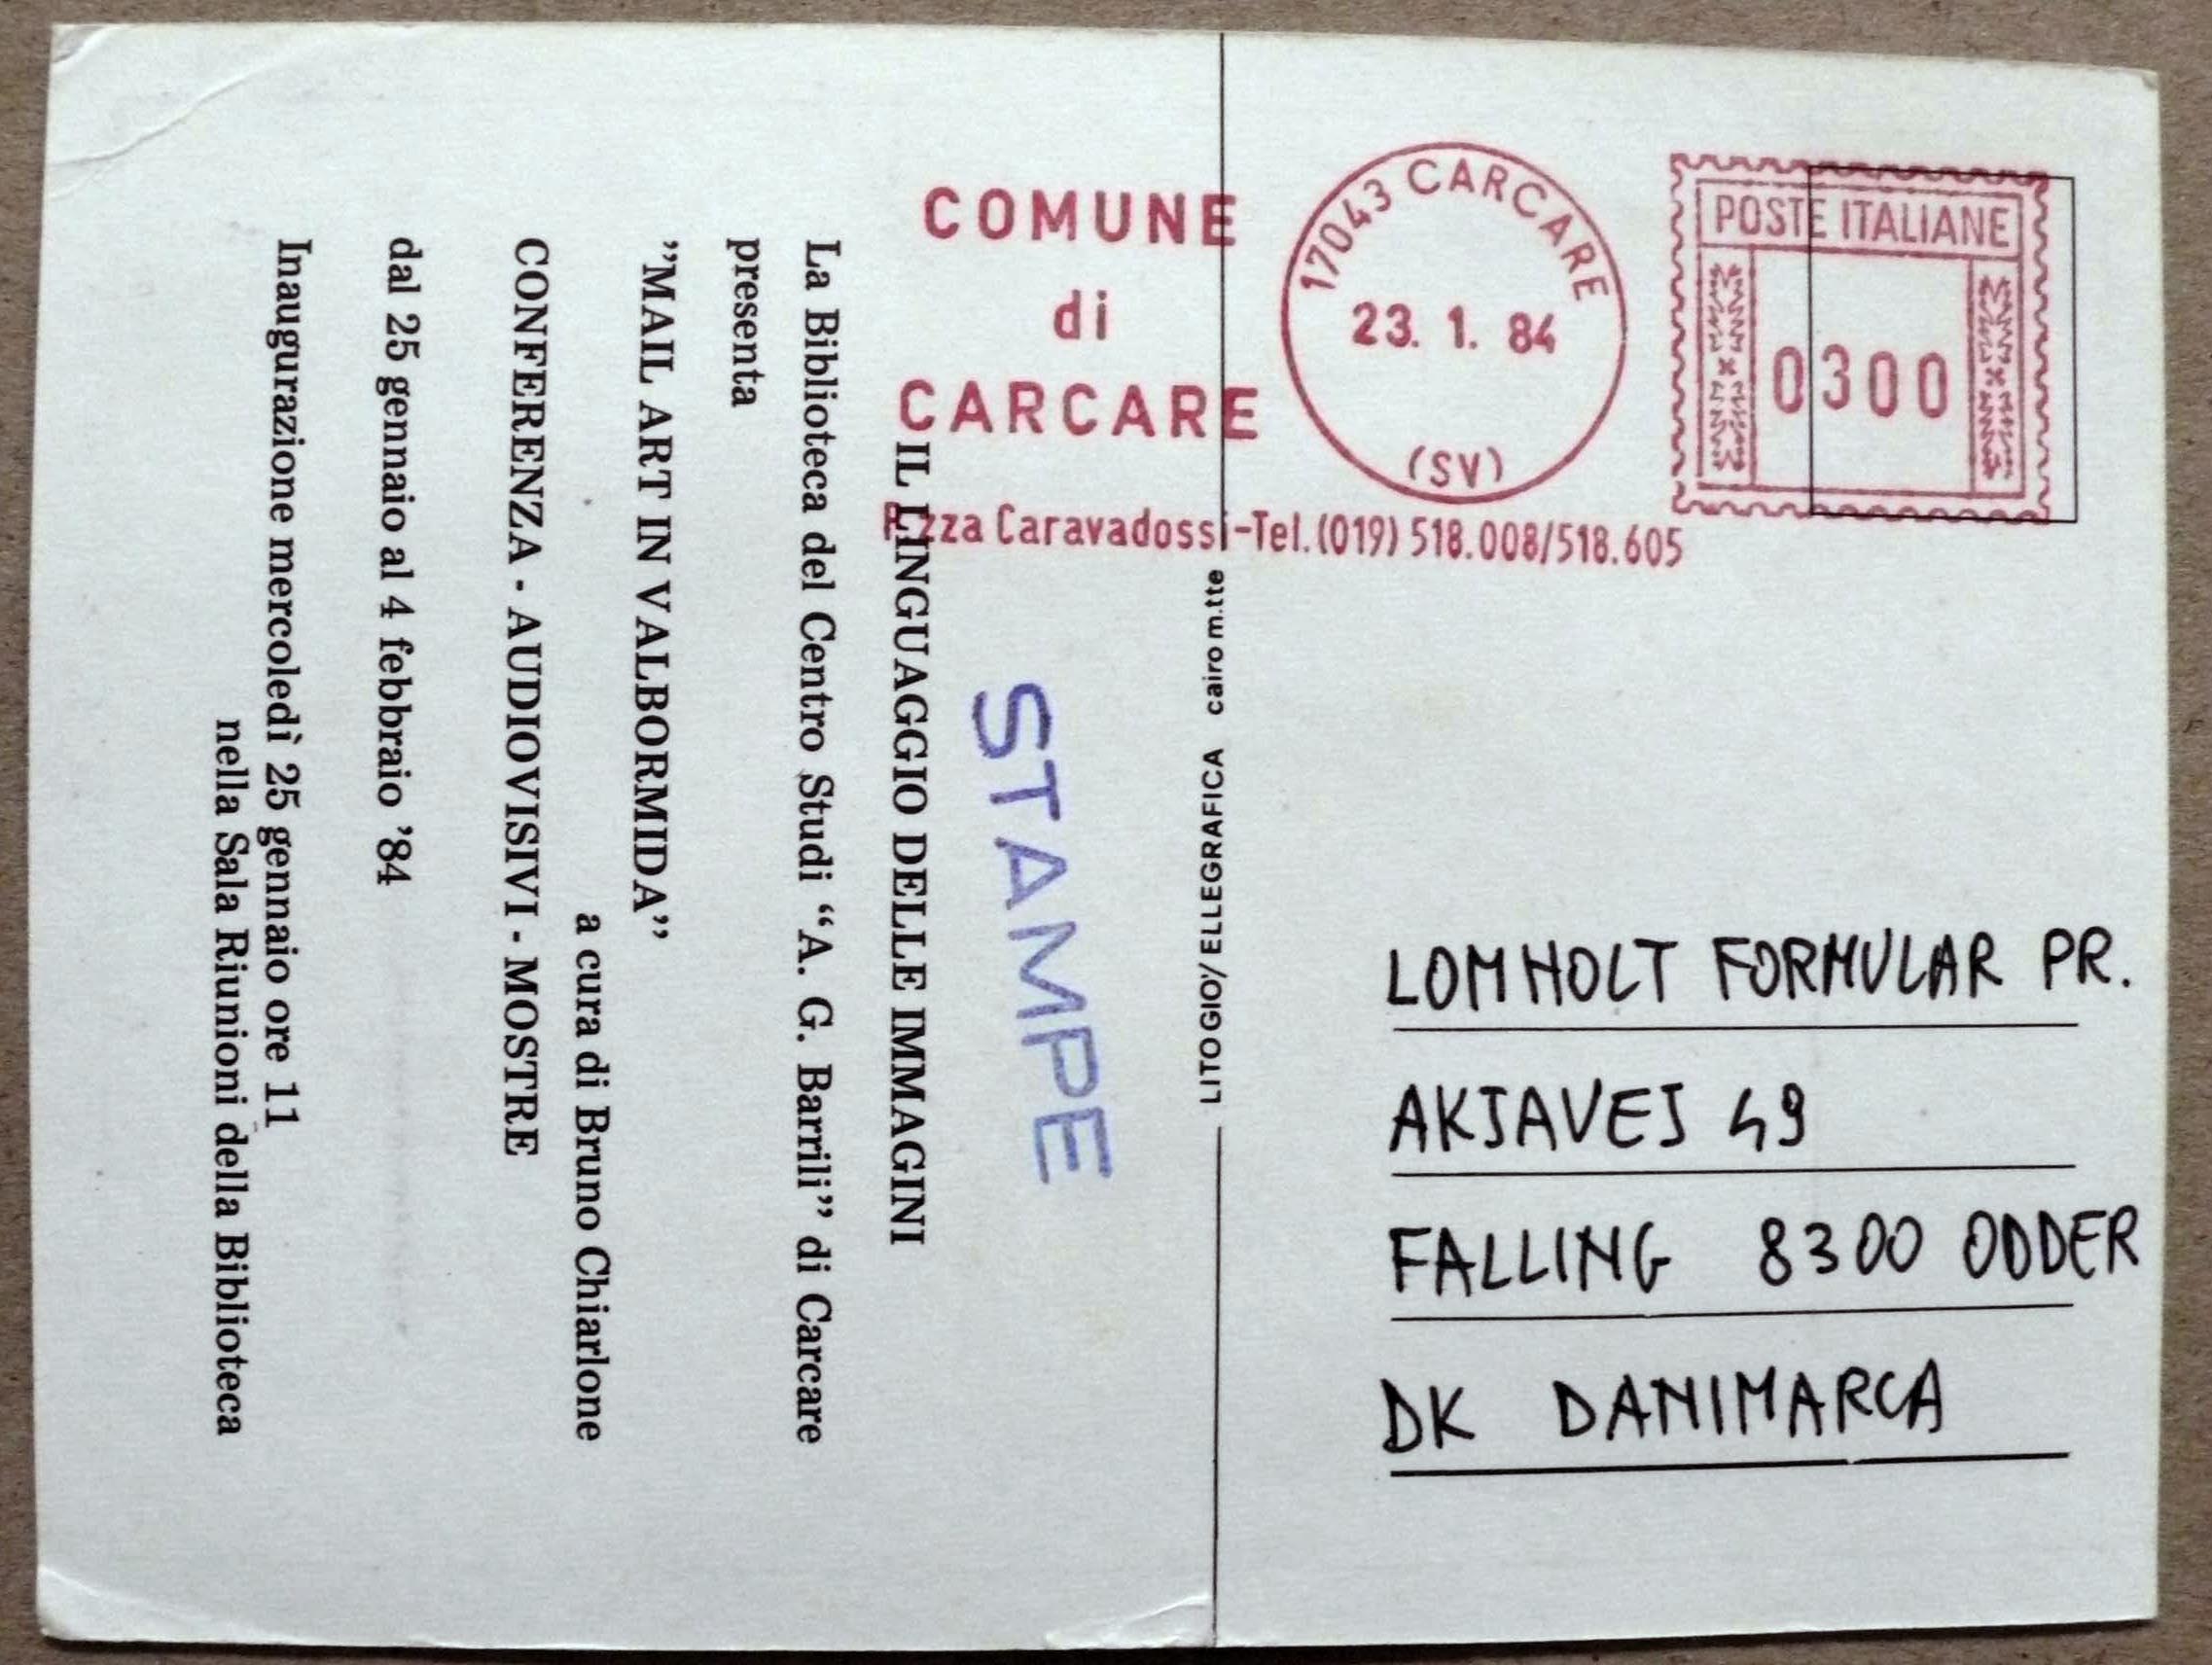 COMUNE
di
CARCARE
P.zza Caravadossi-Tel.(019) 518.008/518.605
17043 CARCARE
23. 1. 84
(SV)
POSTE ITALIANE
0300
IL LINGUAGGIO DELLE IMMAGINI
La Biblioteca del Centro Studi “A. G. Barrili” di Carcare
presenta
”MAIL ART IN VALBORMIDA”
a cura di Bruno Chiarlone
CONFERENZA - AUDIOVISIVI - MOSTRE
dal 25 gennaio al 4 febbraio ’84
Inaugurazione mercoledì 25 gennaio ore 11
nella Sala Riunioni della Biblioteca
STAMPE
LITOGIO/ ELLEGRAFICA cairo m.tte
LOMHOLT FORMULAR PR.
AKJAVEJ 49
FALLING 8300 ODDER
DK DANIMARCA